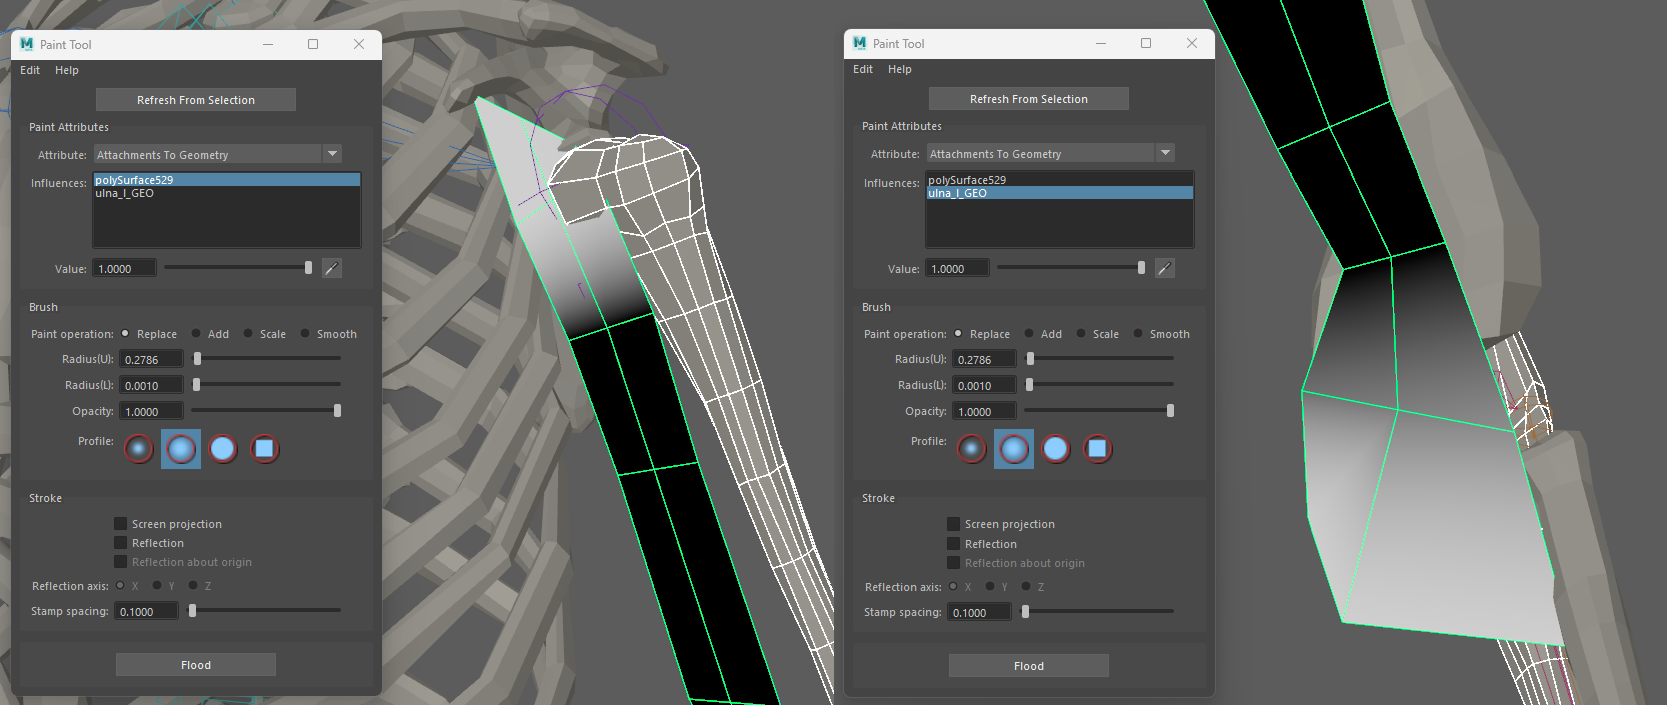 M Paint Tool
Edit Help
Refresh From Selection
Paint Attributes
Attribute: Attachments To Geometry
Influences: polySurface529
ulna_l_GEO
Value: 1.0000
Brush
Paint operation: Replace Add Scale Smooth
Radius(U): 0.2786
Radius(L): 0.0010
Opacity: 1.0000
Profile:
Stroke
Screen projection
Reflection
Reflection about origin
Reflection axis: X Y Z
Stamp spacing: 0.1000
Flood
M Paint Tool
Edit Help
Refresh From Selection
Paint Attributes
Attribute: Attachments To Geometry
Influences: polySurface529
ulna_l_GEO
Value: 1.0000
Brush
Paint operation: Replace Add Scale Smooth
Radius(U): 0.2786
Radius(L): 0.0010
Opacity: 1.0000
Profile:
Stroke
Screen projection
Reflection
Reflection about origin
Reflection axis: X Y Z
Stamp spacing: 0.1000
Flood